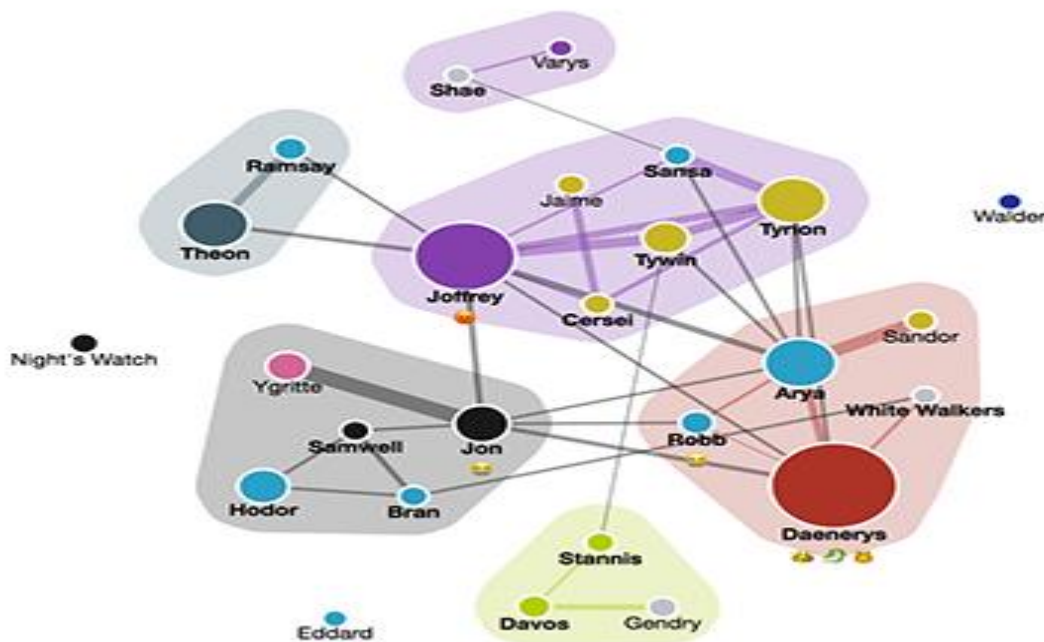 Varys
Shae
Ramsay
Sansa
Jaime
Walder
Theon
Tywin
Tyrion
Joffrey
Cersei
Sandor
Night's Watch
Ygritte
Arya
White Walkers
Samwell
Jon
Robb
Hodor
Bran
Daenerys
Stannis
Davos
Gendry
Eddard